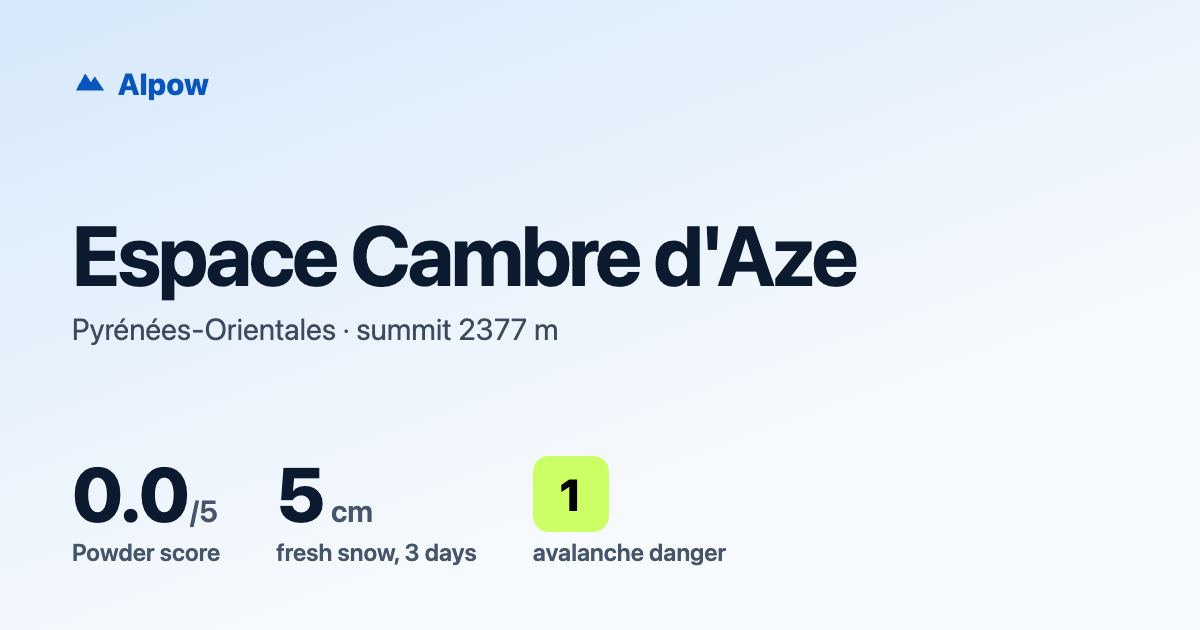 Alpow
Espace Cambre d'Aze
Pyrénées-Orientales · summit 2377 m
0.0/5
Powder score
5 cm
fresh snow, 3 days
1
avalanche danger